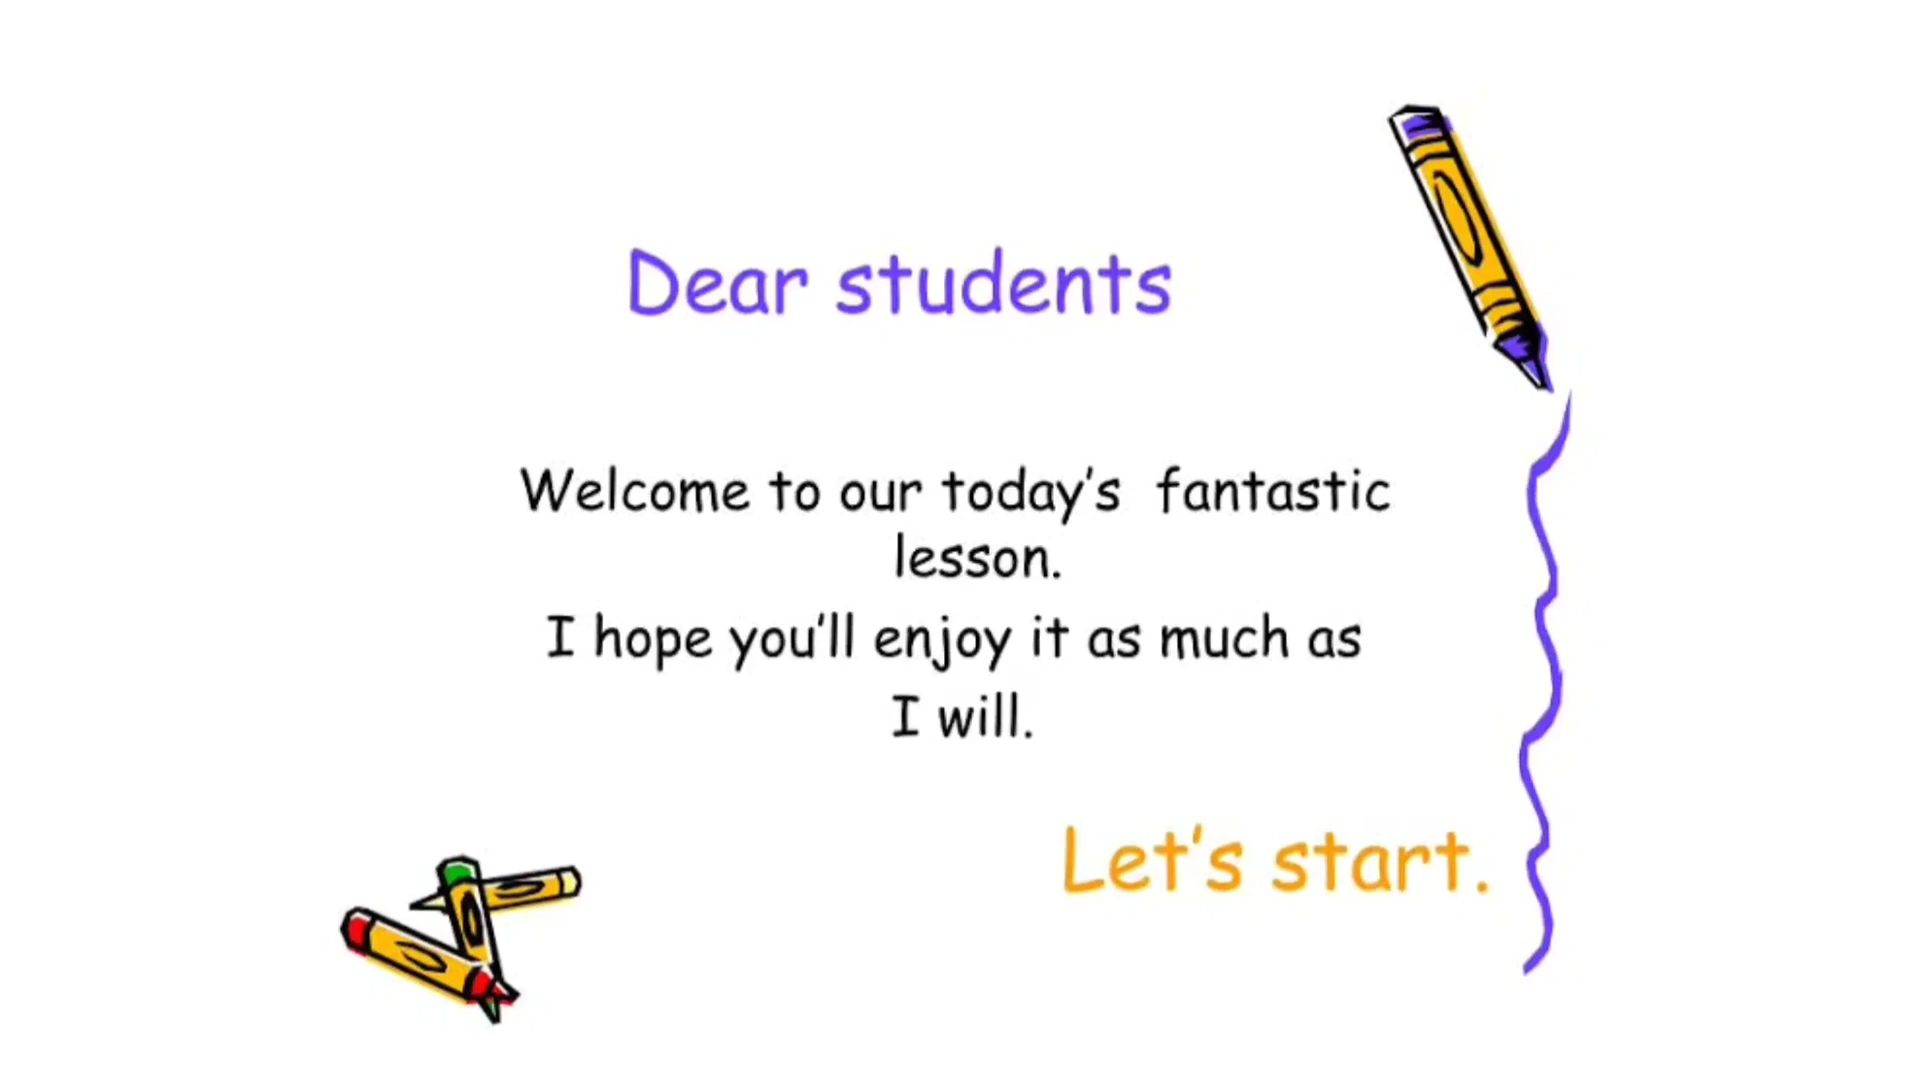 Dear students
Welcome to our today's fantastic
lesson.
I hope you'll enjoy it as much as
I will.
Let's start.